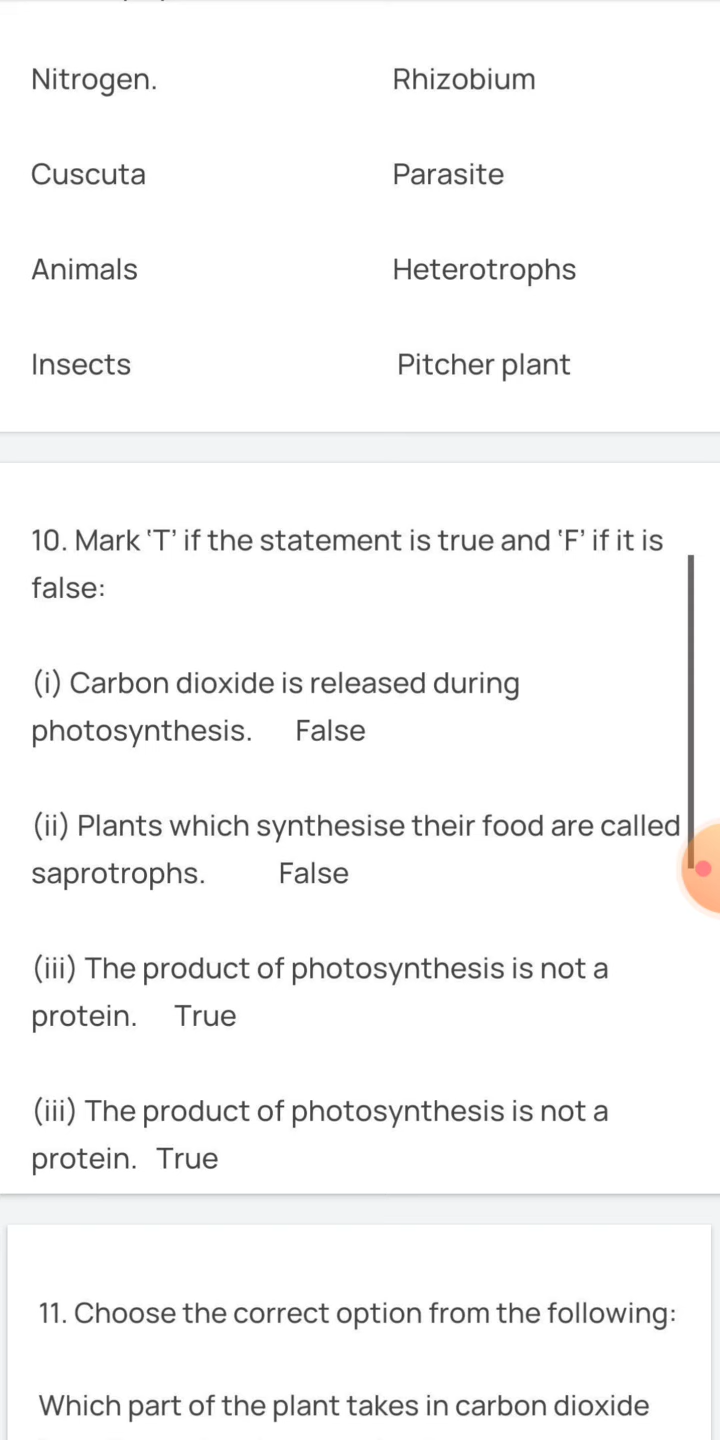 Nitrogen. Rhizobium
Cuscuta Parasite
Animals Heterotrophs
Insects Pitcher plant
10. Mark ‘T’ if the statement is true and ‘F’ if it is
false:
(i) Carbon dioxide is released during
photosynthesis. False
(ii) Plants which synthesise their food are called
saprotrophs. False
(iii) The product of photosynthesis is not a
protein. True
(iii) The product of photosynthesis is not a
protein. True
11. Choose the correct option from the following:
Which part of the plant takes in carbon dioxide